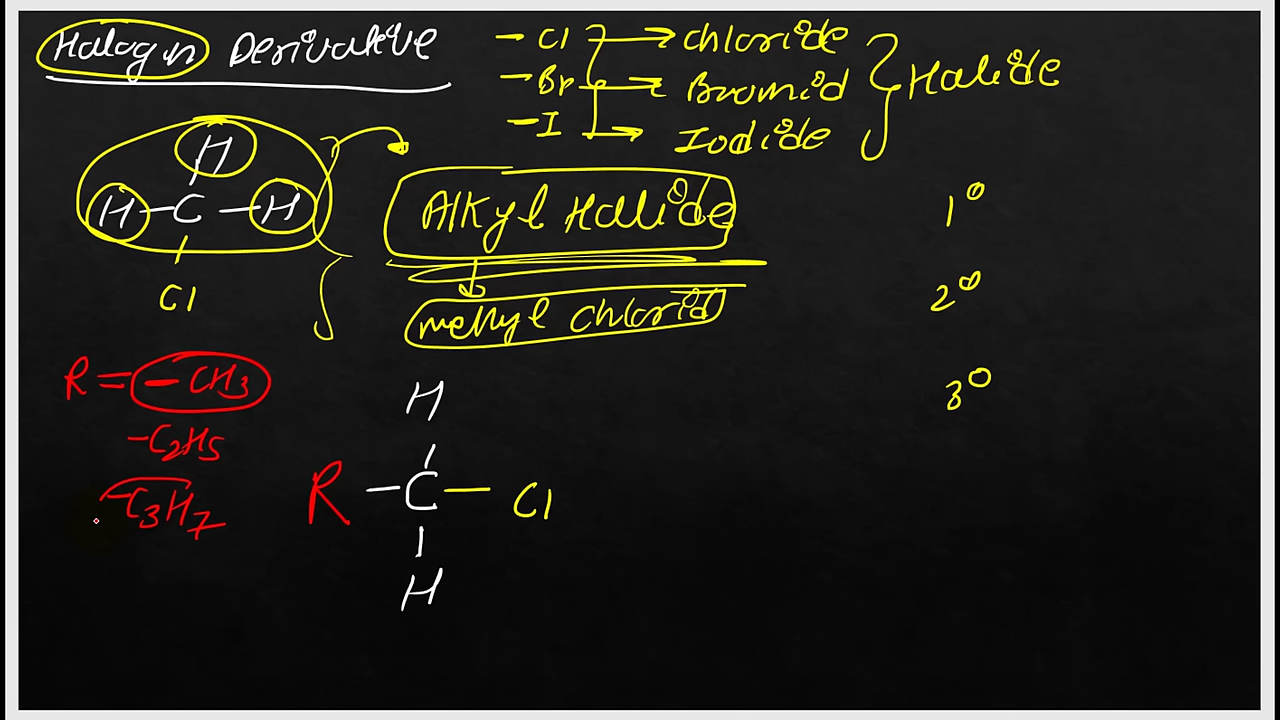 Halogen Derivative
- Cl → Chloride
- Br → Bromid
- I → Iodide
Halide
H
H-C-H
Cl
Alkyl Halide
methyl Chlorid
1°
2°
3°
R = -CH3
-C2H5
-C3H7
H
R-C-Cl
H